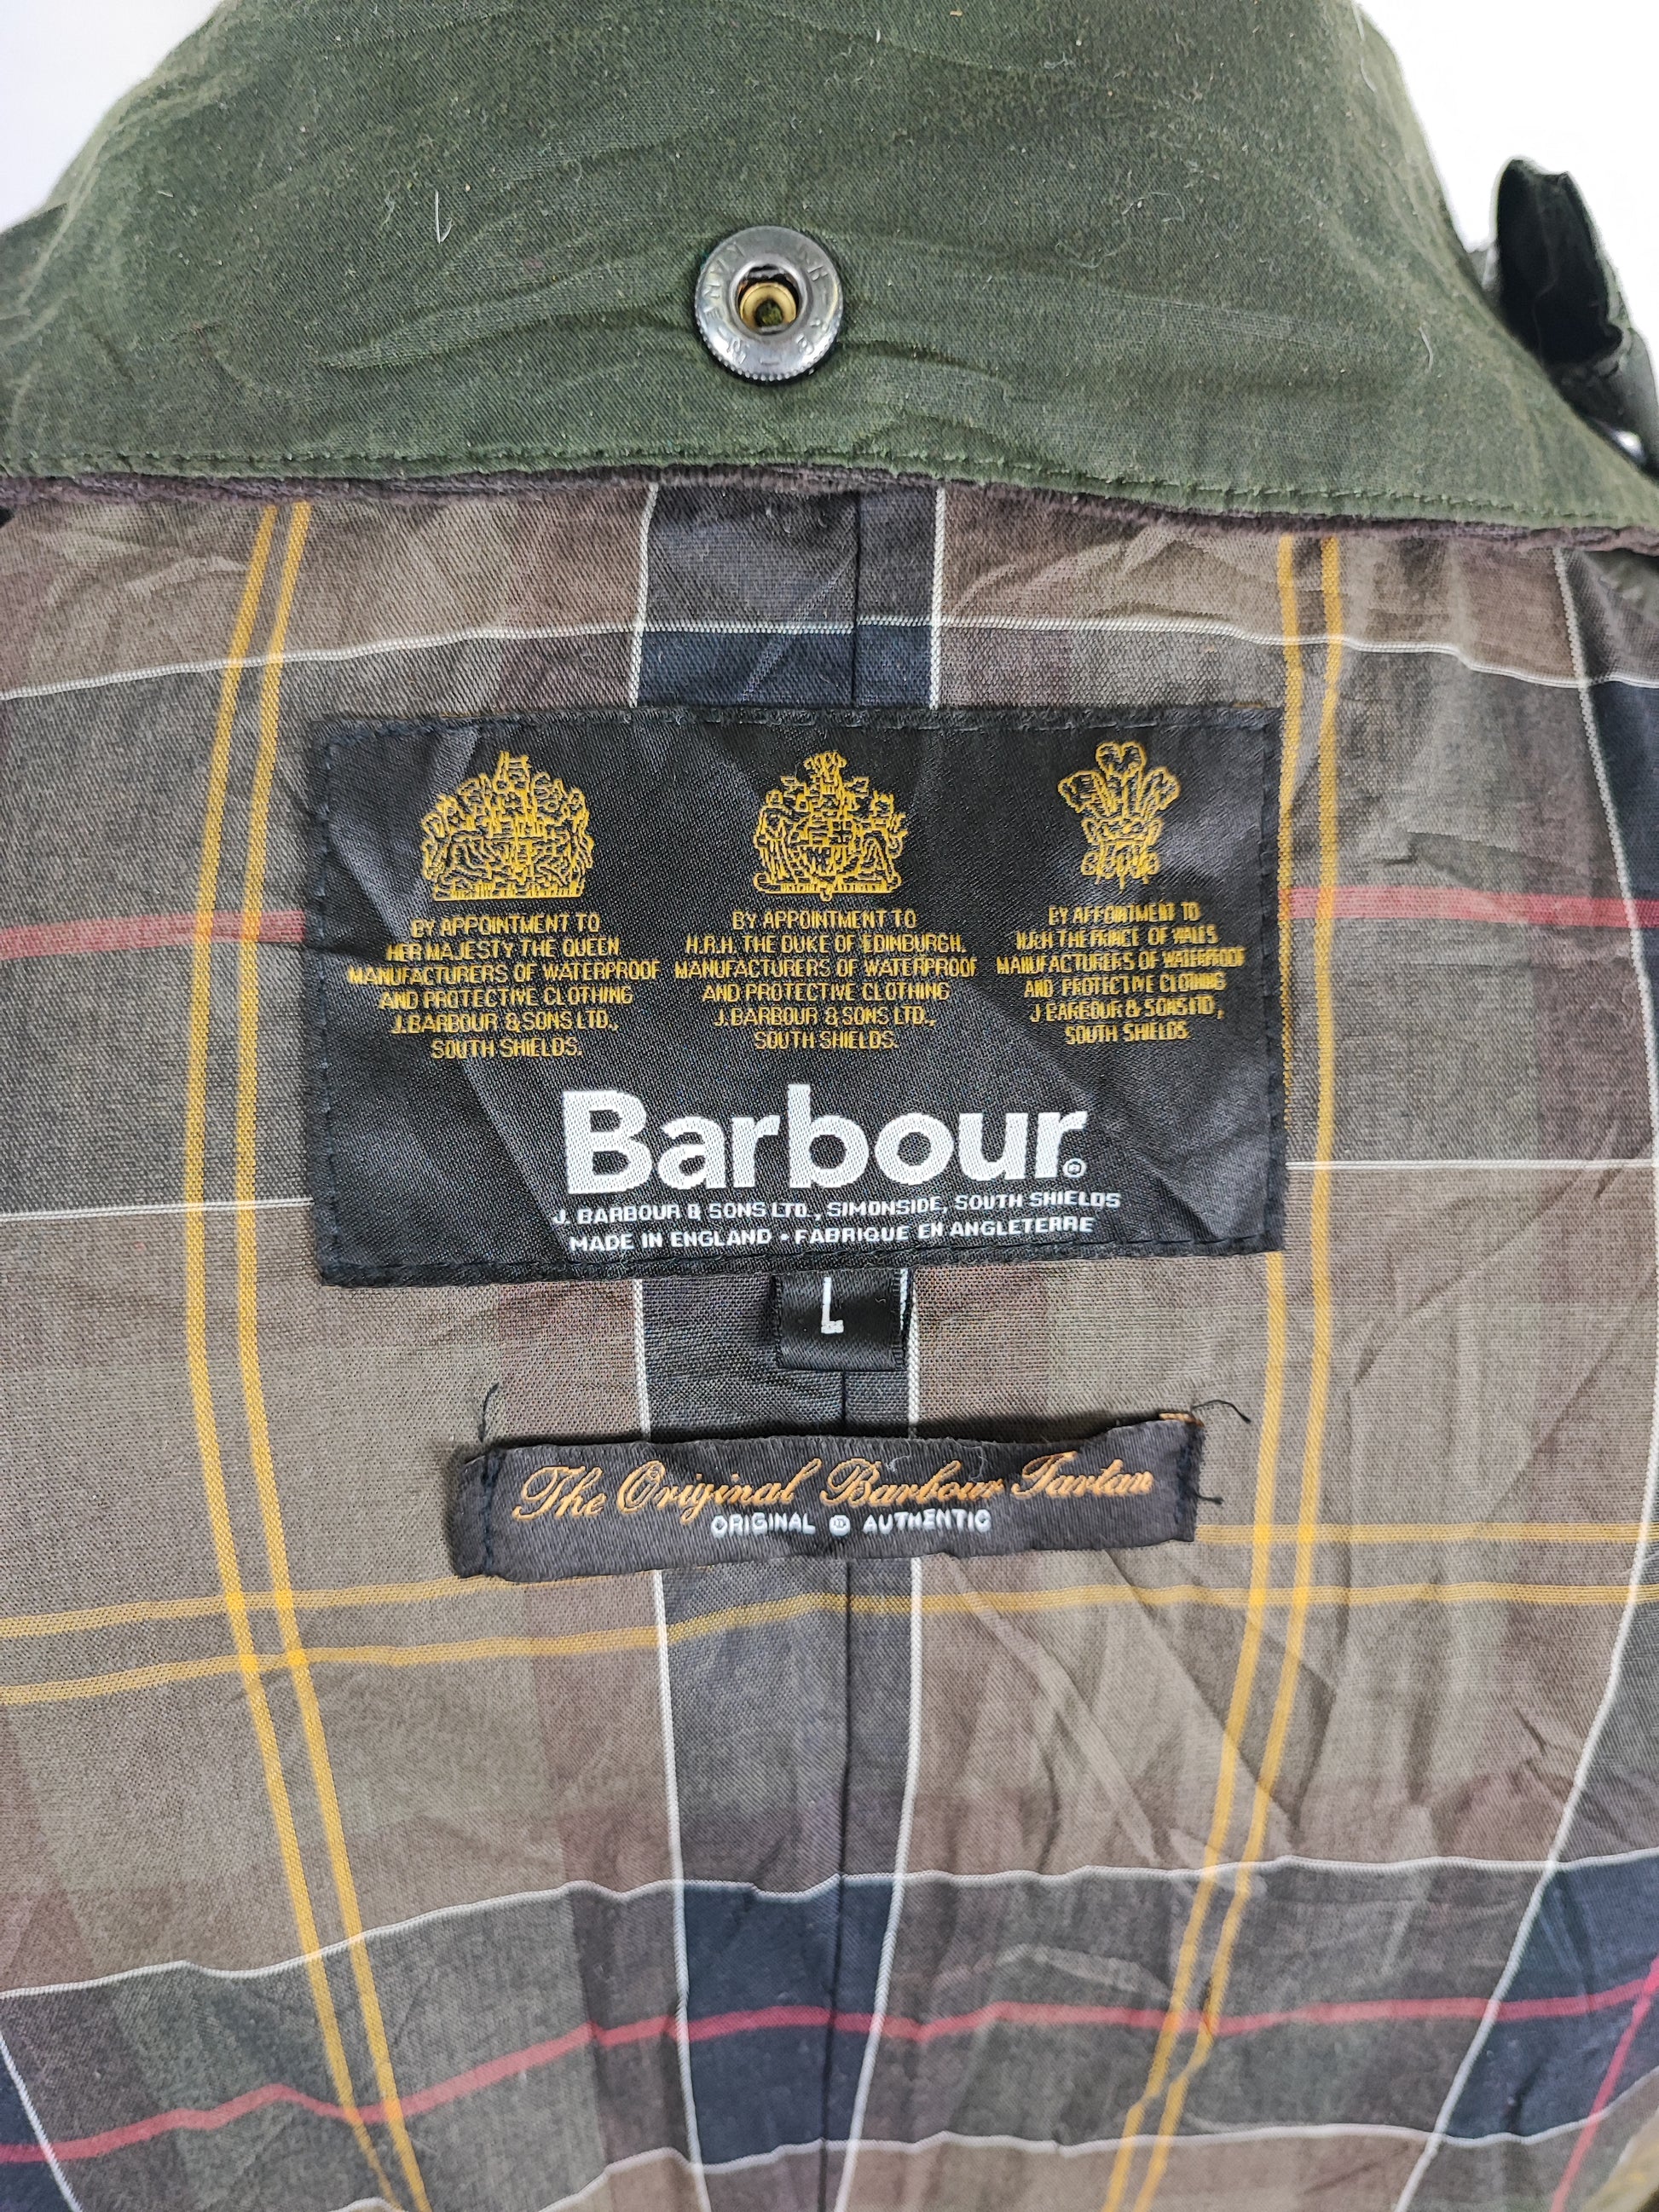 BY APPOINTMENT TO
HER MAJESTY THE QUEEN
MANUFACTURERS OF WATERPROOF
AND PROTECTIVE CLOTHING
J.BARBOUR & SONS LTD.,
SOUTH SHIELDS.
BY APPOINTMENT TO
H.R.H. THE DUKE OF EDINBURGH,
MANUFACTURERS OF WATERPROOF
AND PROTECTIVE CLOTHING
J.BARBOUR & SONS LTD.,
SOUTH SHIELDS.
BY APPOINTMENT TO
H.R.H THE PRINCE OF WALES
MANUFACTURERS OF WATERPROOF
AND PROTECTIVE CLOTHING
J.BARBOUR & SONS LTD,
SOUTH SHIELDS.
Barbour®
J. BARBOUR & SONS LTD., SIMONSIDE, SOUTH SHIELDS
MADE IN ENGLAND • FABRIQUE EN ANGLETERRE
L
The Original Barbour Tartan
ORIGINAL ® AUTHENTIC